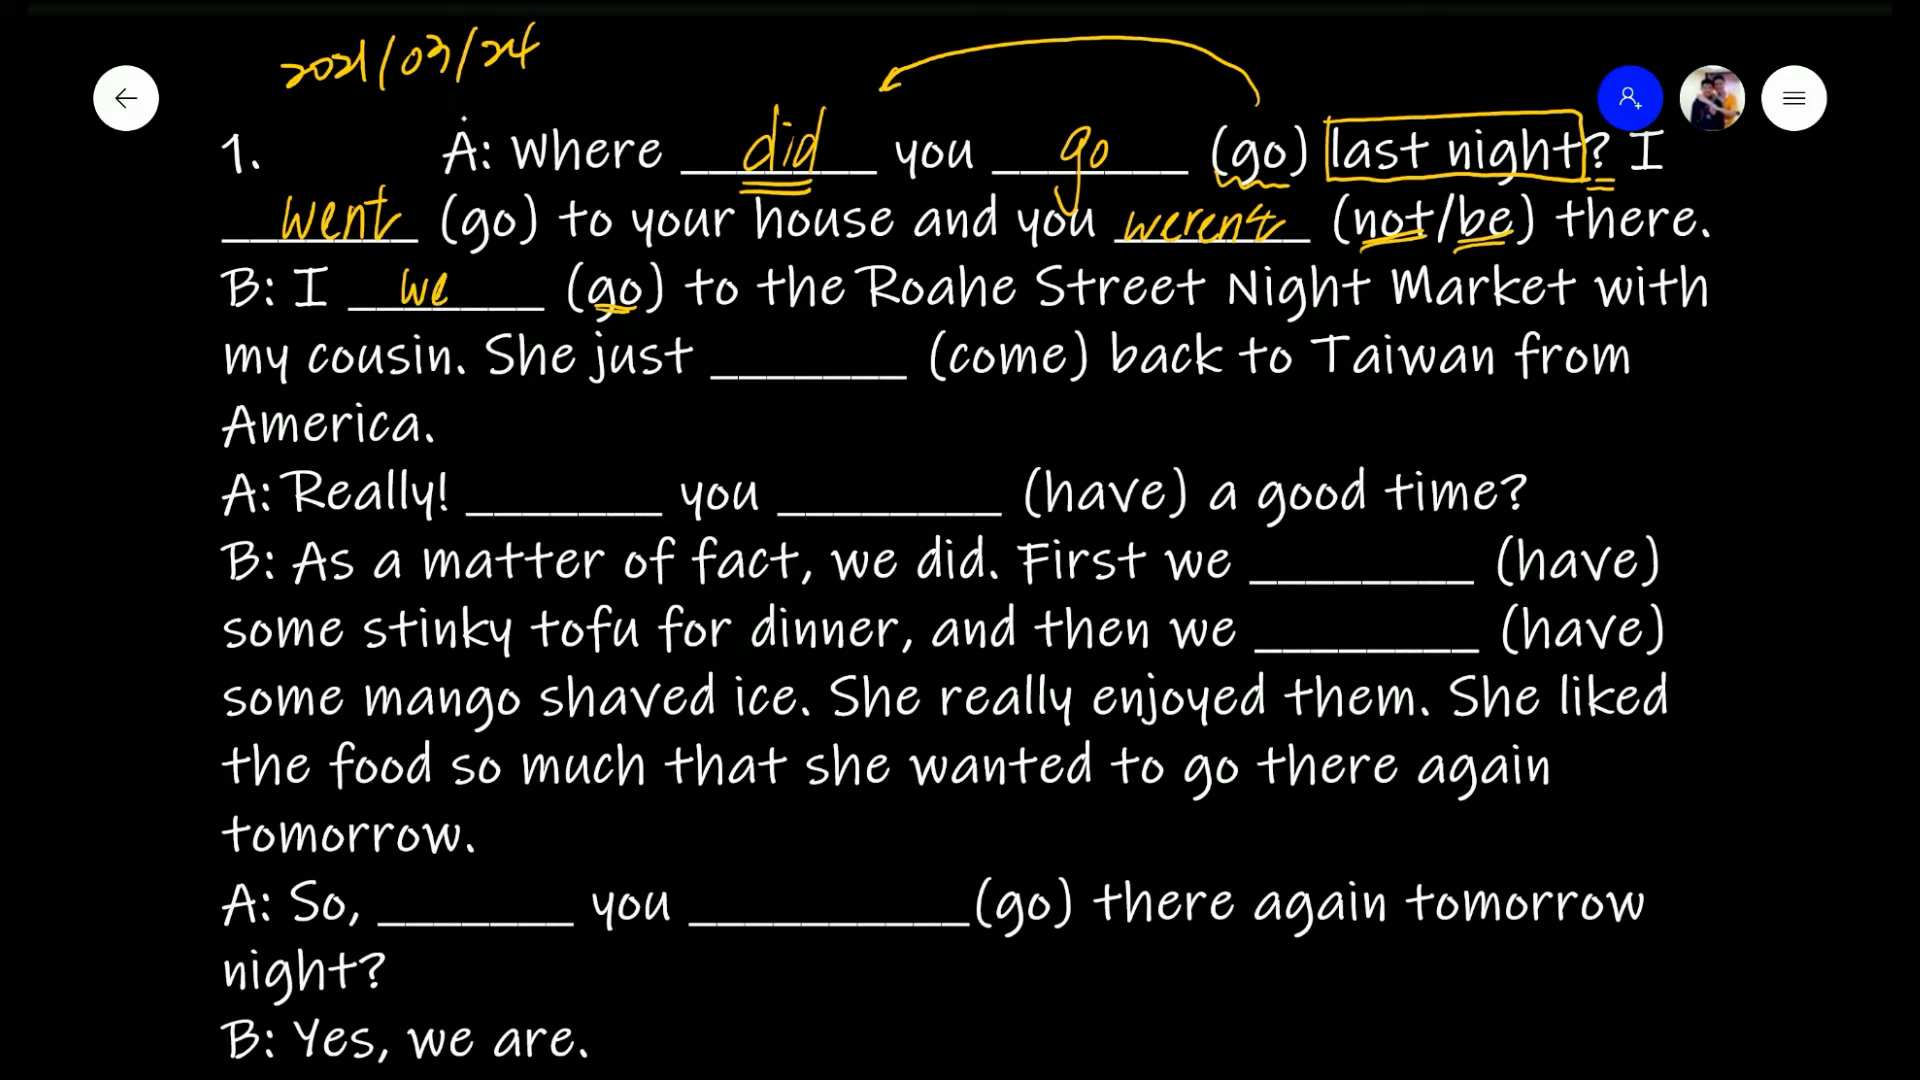 2021/03/24
1. A: Where ___did___ you ___go___ (go) last night? I
___went___ (go) to your house and you ___weren't___ (not/be) there.
B: I ___we___ (go) to the Roahe Street Night Market with
my cousin. She just _______ (come) back to Taiwan from
America.
A: Really! _______ you ________ (have) a good time?
B: As a matter of fact, we did. First we ________ (have)
some stinky tofu for dinner, and then we ________ (have)
some mango shaved ice. She really enjoyed them. She liked
the food so much that she wanted to go there again
tomorrow.
A: So, _______ you __________(go) there again tomorrow
night?
B: Yes, we are.